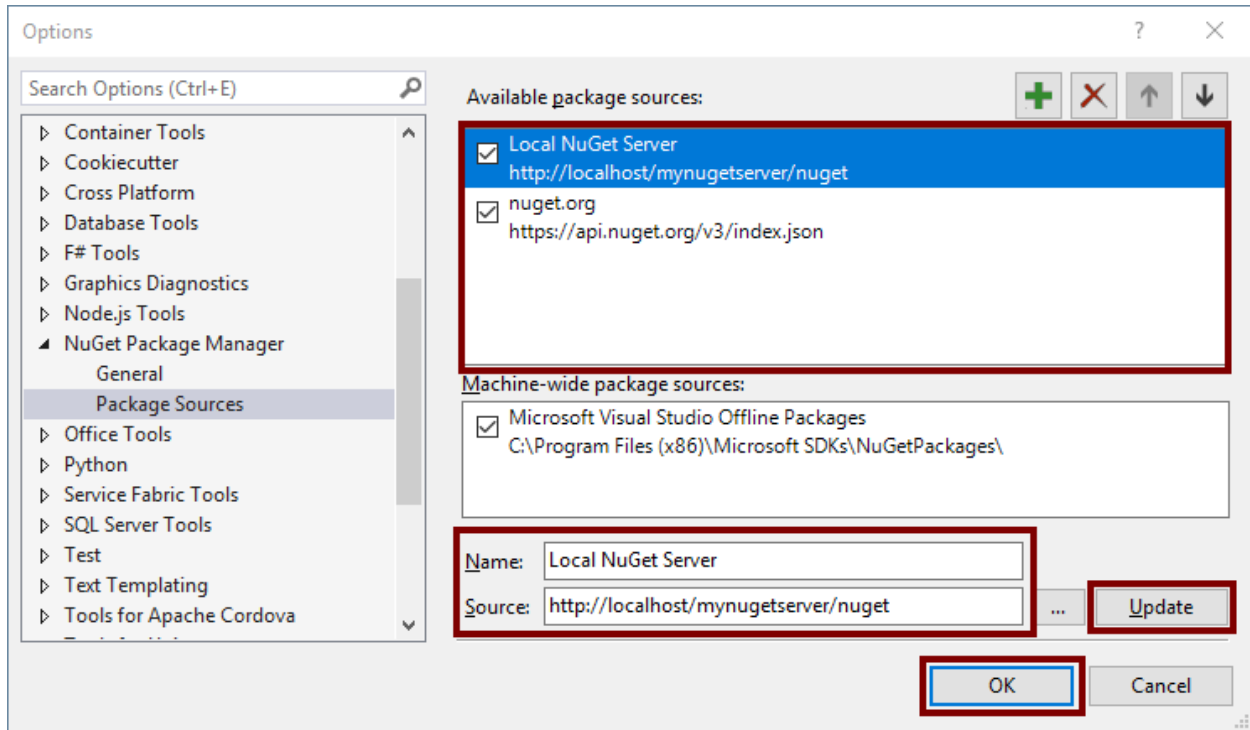 Options
?
Search Options (Ctrl+E)
Container Tools
Cookiecutter
Cross Platform
Database Tools
F# Tools
Graphics Diagnostics
Node.js Tools
NuGet Package Manager
General
Package Sources
Office Tools
Python
Service Fabric Tools
SQL Server Tools
Test
Text Templating
Tools for Apache Cordova
Available package sources:
Local NuGet Server
http://localhost/mynugetserver/nuget
nuget.org
https://api.nuget.org/v3/index.json
Machine-wide package sources:
Microsoft Visual Studio Offline Packages
C:\Program Files (x86)\Microsoft SDKs\NuGetPackages\
Name: Local NuGet Server
Source: http://localhost/mynugetserver/nuget ... Update
OK Cancel